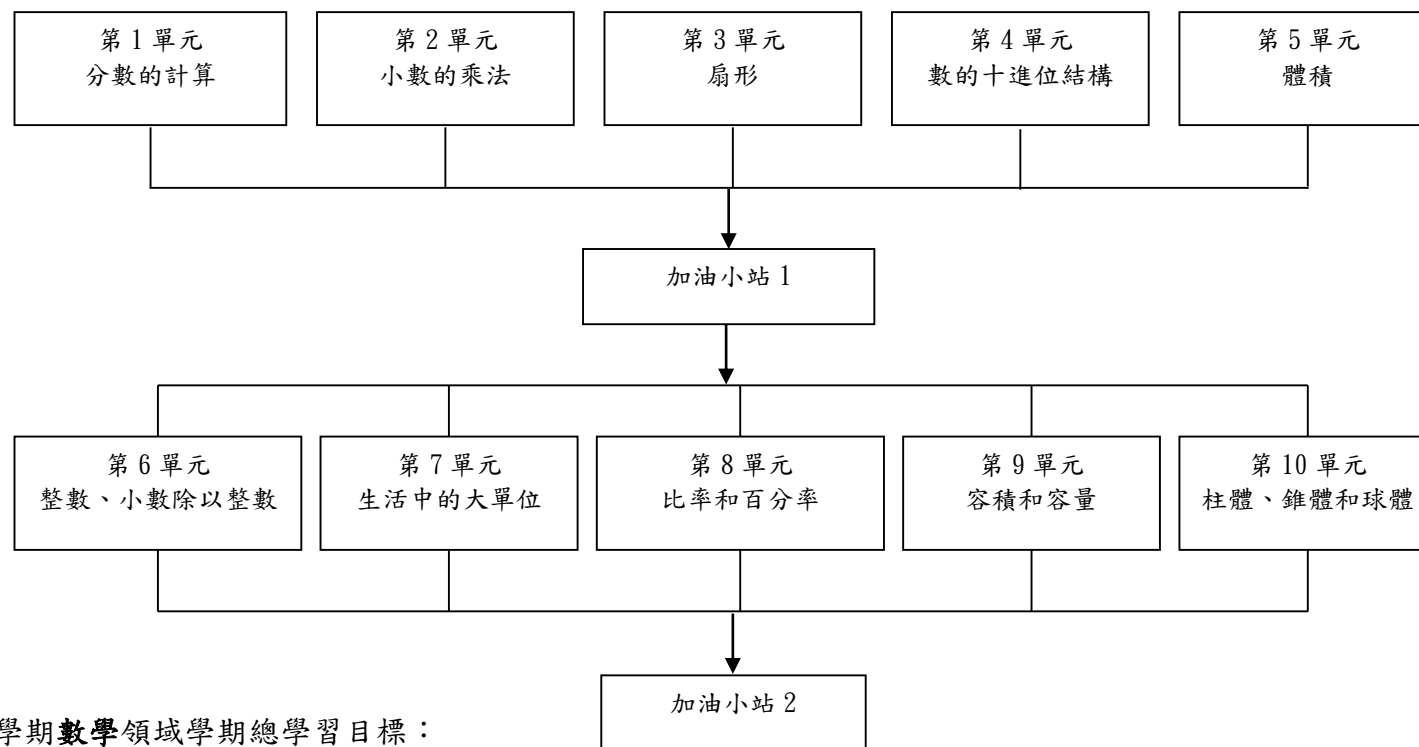 第 1 單元
分數的計算
第 2 單元
小數的乘法
第 3 單元
扇形
第 4 單元
數的十進位結構
第 5 單元
體積
加油小站 1
第 6 單元
整數、小數除以整數
第 7 單元
生活中的大單位
第 8 單元
比率和百分率
第 9 單元
容積和容量
第 10 單元
柱體、錐體和球體
加油小站 2
學期數學領域學期總學習目標：